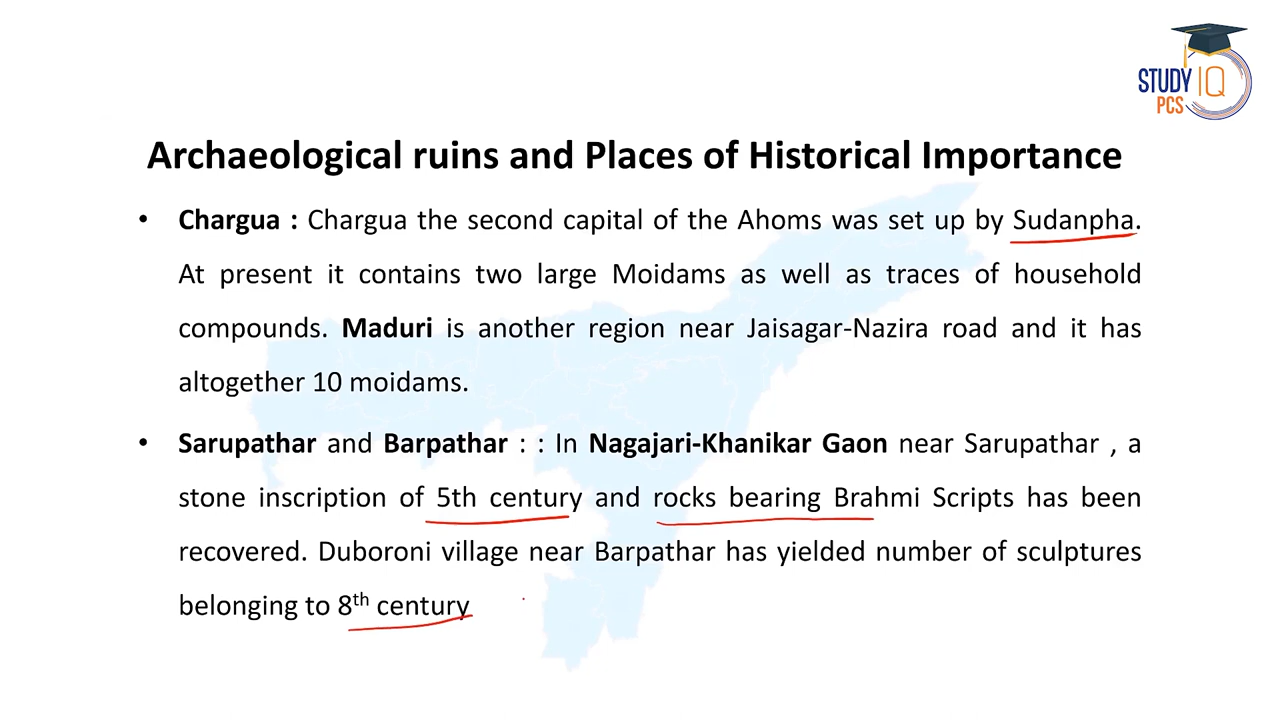 STUDY IQ
PCS
Archaeological ruins and Places of Historical Importance
• Chargua : Chargua the second capital of the Ahoms was set up by Sudanpha.
At present it contains two large Moidams as well as traces of household
compounds. Maduri is another region near Jaisagar-Nazira road and it has
altogether 10 moidams.
• Sarupathar and Barpathar : : In Nagajari-Khanikar Gaon near Sarupathar , a
stone inscription of 5th century and rocks bearing Brahmi Scripts has been
recovered. Duboroni village near Barpathar has yielded number of sculptures
belonging to 8th century